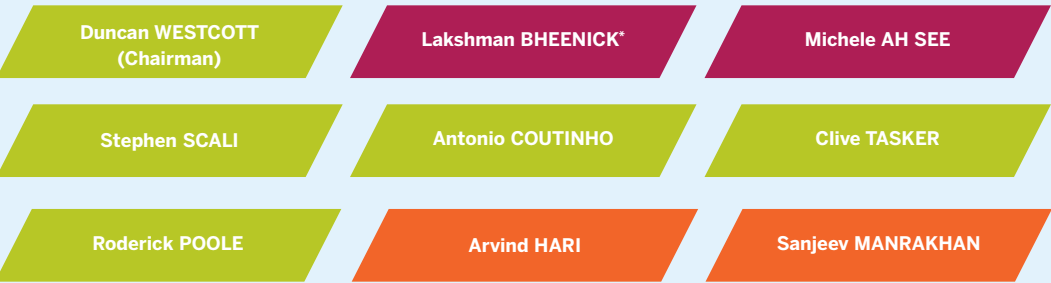 Duncan WESTCOTT
(Chairman)
Lakshman BHEENICK*
Michele AH SEE
Stephen SCALI
Antonio COUTINHO
Clive TASKER
Roderick POOLE
Arvind HARI
Sanjeev MANRAKHAN